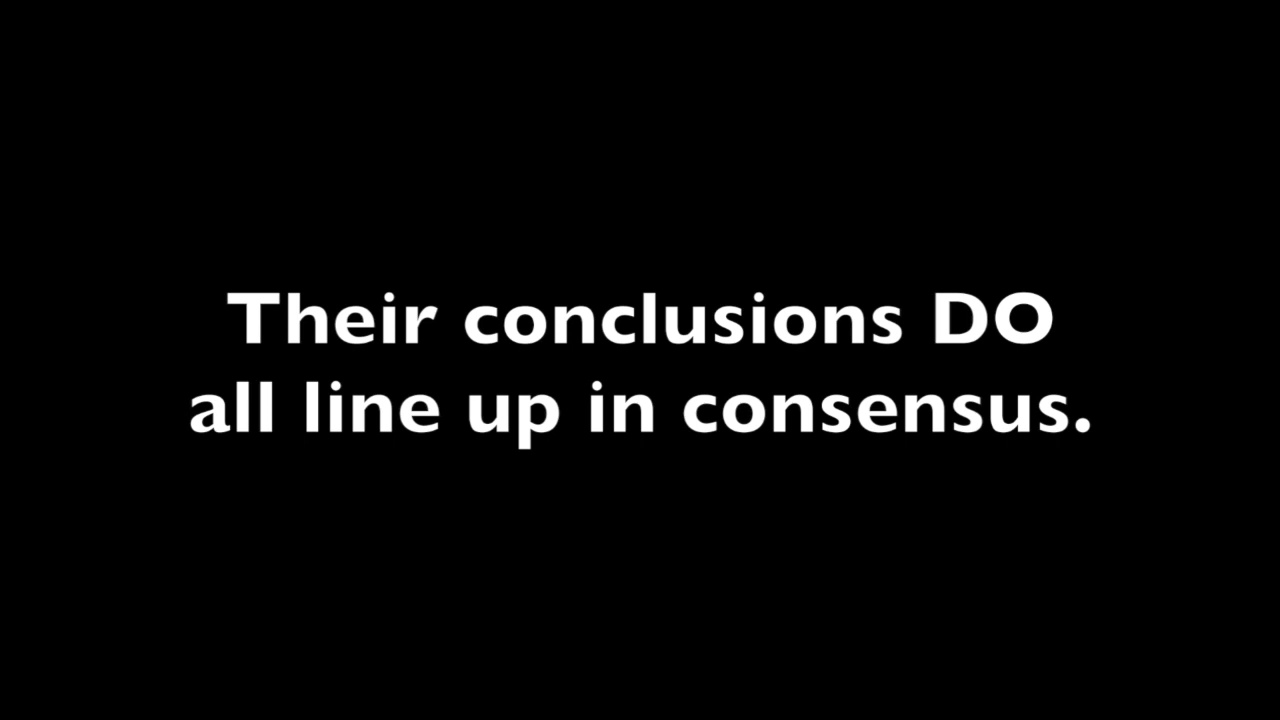 Their conclusions DO
all line up in consensus.